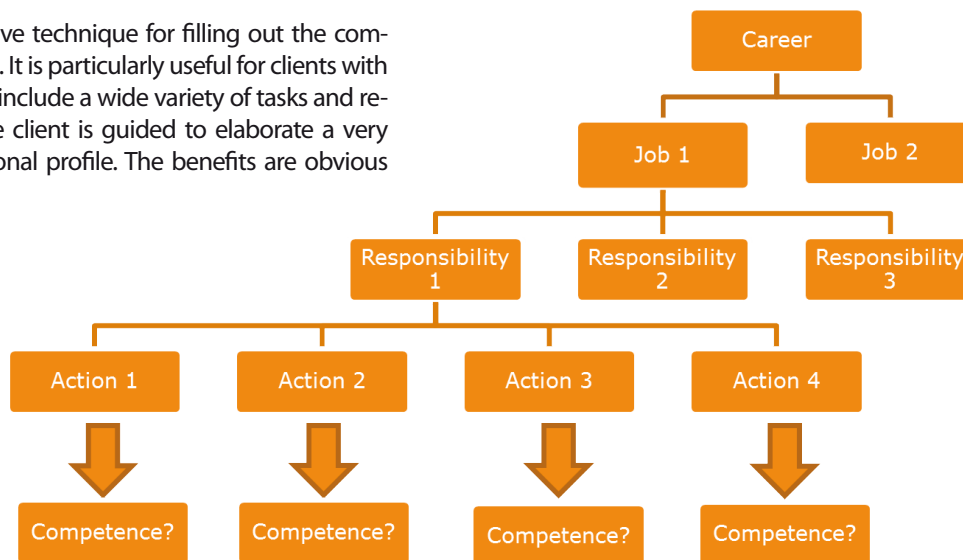 ve technique for filling out the com-
. It is particularly useful for clients with
include a wide variety of tasks and re-
e client is guided to elaborate a very
onal profile. The benefits are obvious
Career
Job 1
Job 2
Responsibility
1
Responsibility
2
Responsibility
3
Action 1
Action 2
Action 3
Action 4
Competence?
Competence?
Competence?
Competence?